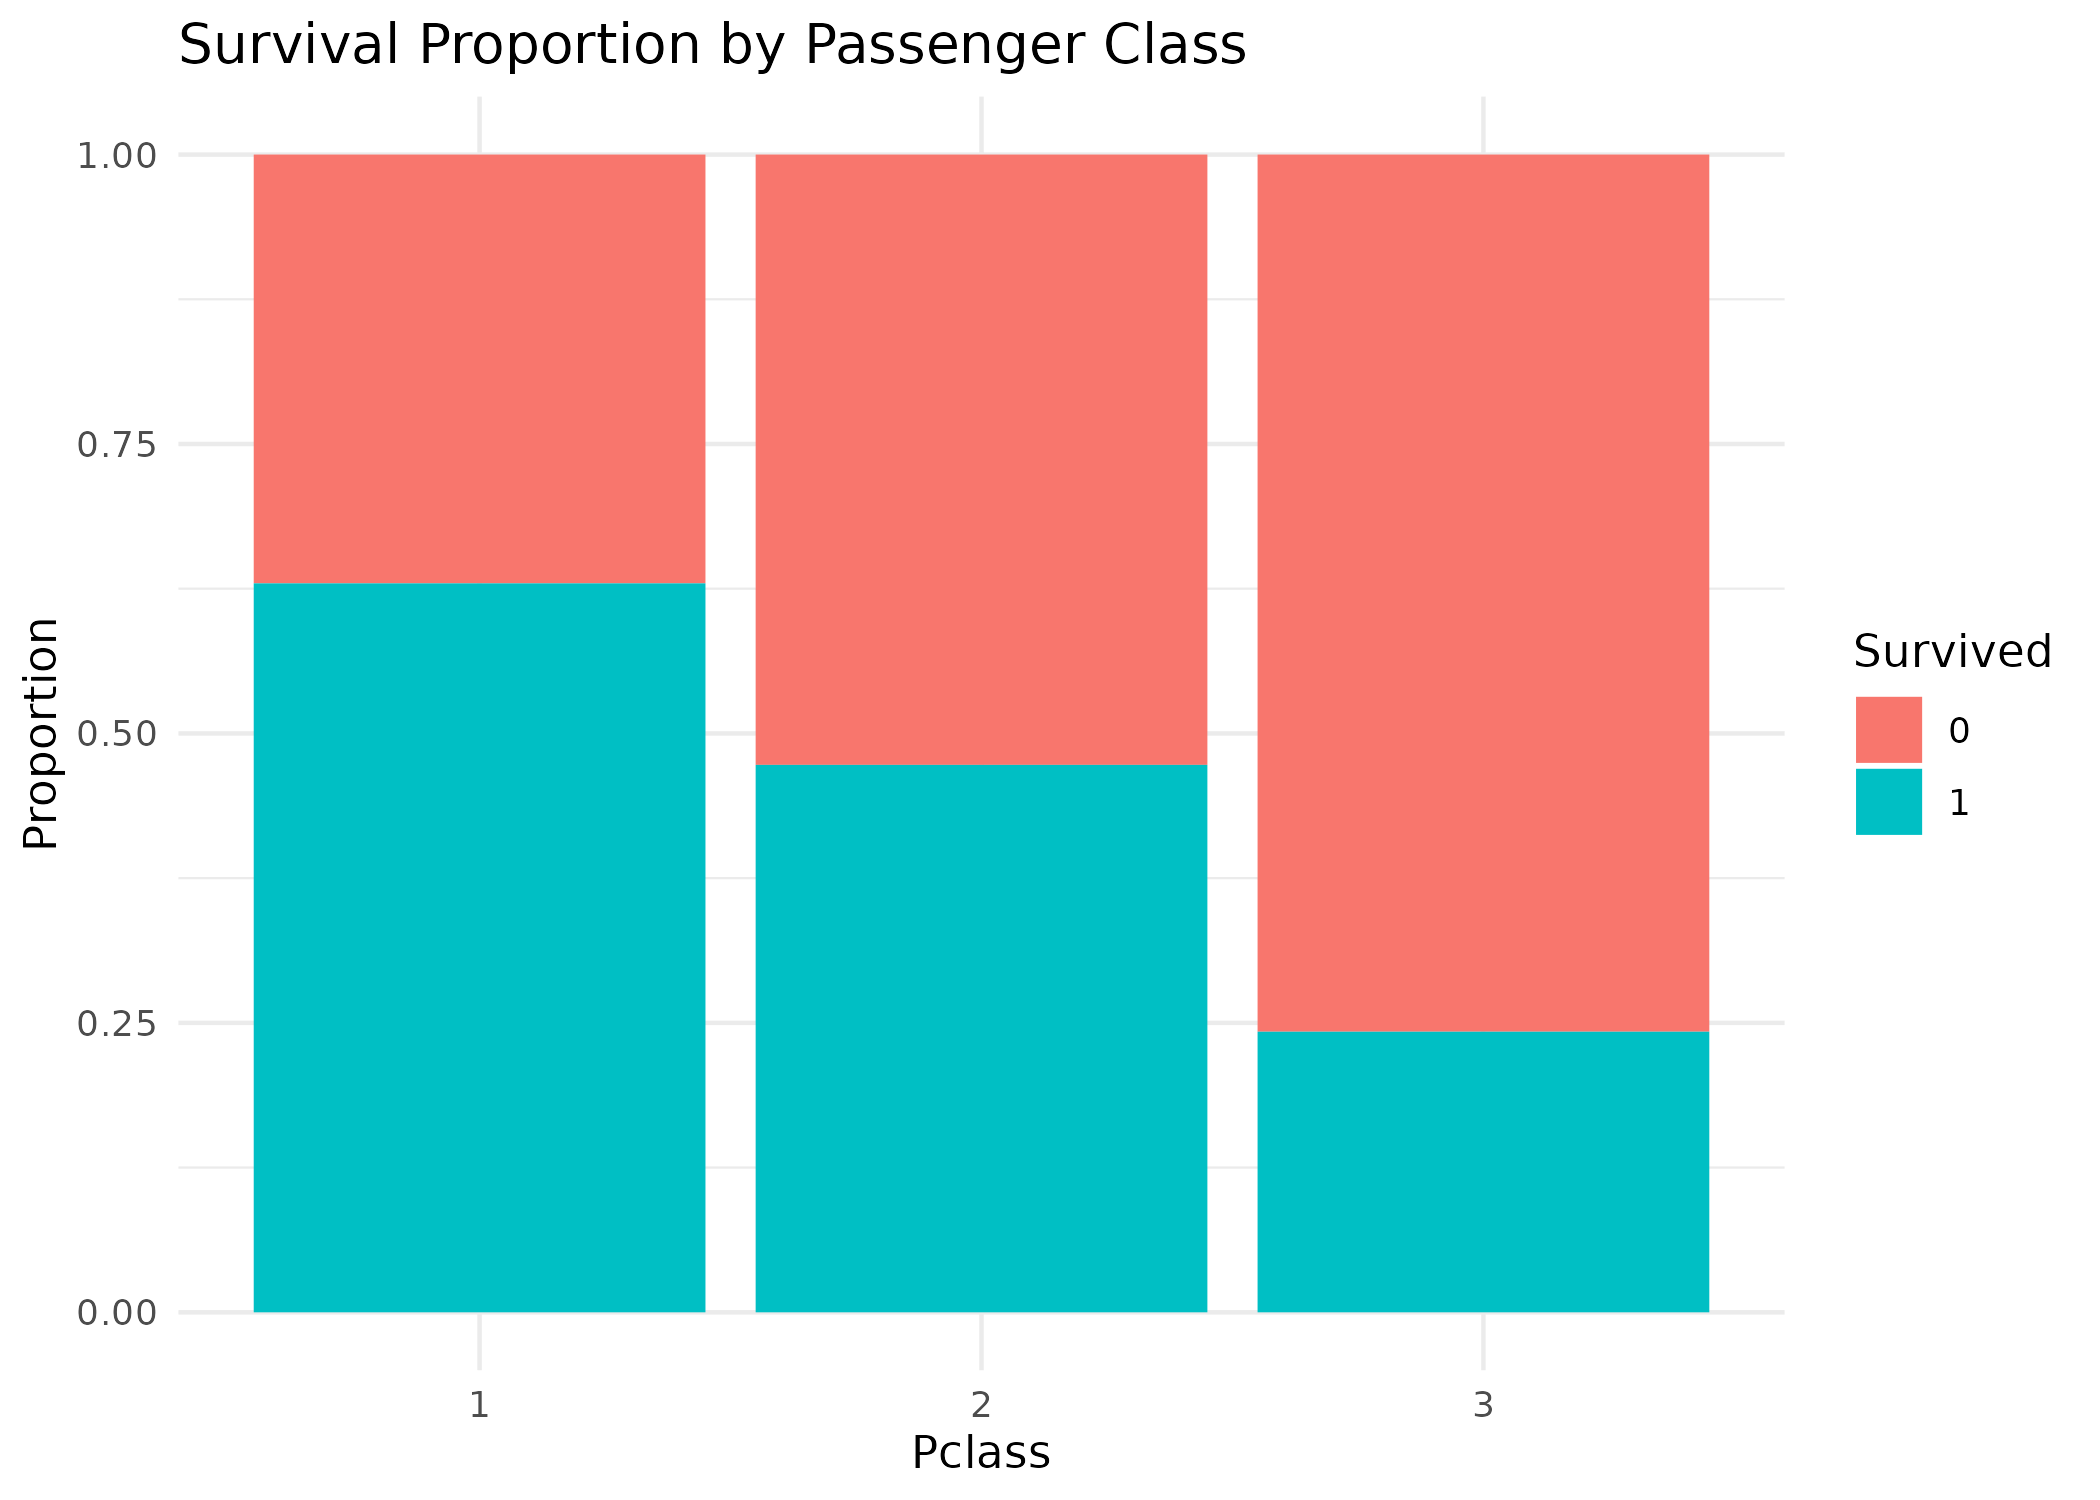 Survival Proportion by Passenger Class
Proportion
1.00
0.75
0.50
0.25
0.00
1
2
3
Pclass
Survived
0
1